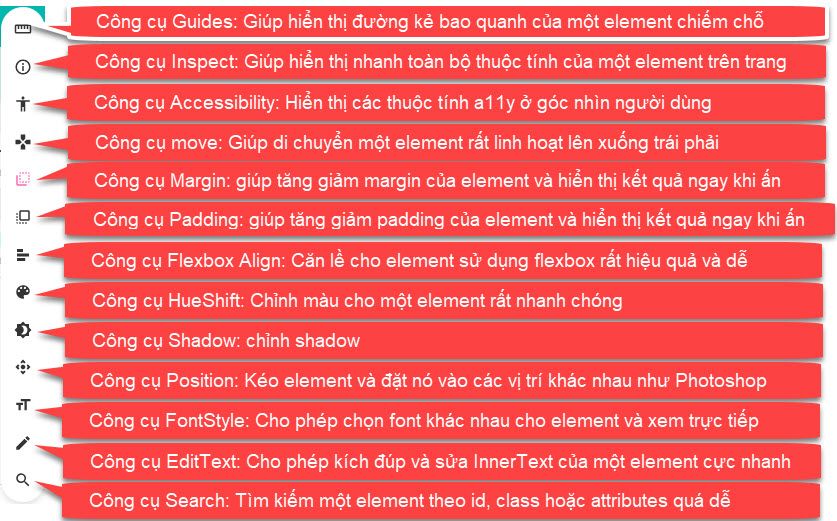 Công cụ Guides: Giúp hiển thị đường kẻ bao quanh của một element chiếm chỗ
Công cụ Inspect: Giúp hiển thị nhanh toàn bộ thuộc tính của một element trên trang
Công cụ Accessibility: Hiển thị các thuộc tính a11y ở góc nhìn người dùng
Công cụ move: Giúp di chuyển một element rất linh hoạt lên xuống trái phải
Công cụ Margin: giúp tăng giảm margin của element và hiển thị kết quả ngay khi ấn
Công cụ Padding: giúp tăng giảm padding của element và hiển thị kết quả ngay khi ấn
Công cụ Flexbox Align: Căn lề cho element sử dụng flexbox rất hiệu quả và dễ
Công cụ HueShift: Chỉnh màu cho một element rất nhanh chóng
Công cụ Shadow: chỉnh shadow
Công cụ Position: Kéo element và đặt nó vào các vị trí khác nhau như Photoshop
Công cụ FontStyle: Cho phép chọn font khác nhau cho element và xem trực tiếp
Công cụ EditText: Cho phép kích đúp và sửa InnerText của một element cực nhanh
Công cụ Search: Tìm kiếm một element theo id, class hoặc attributes quá dễ